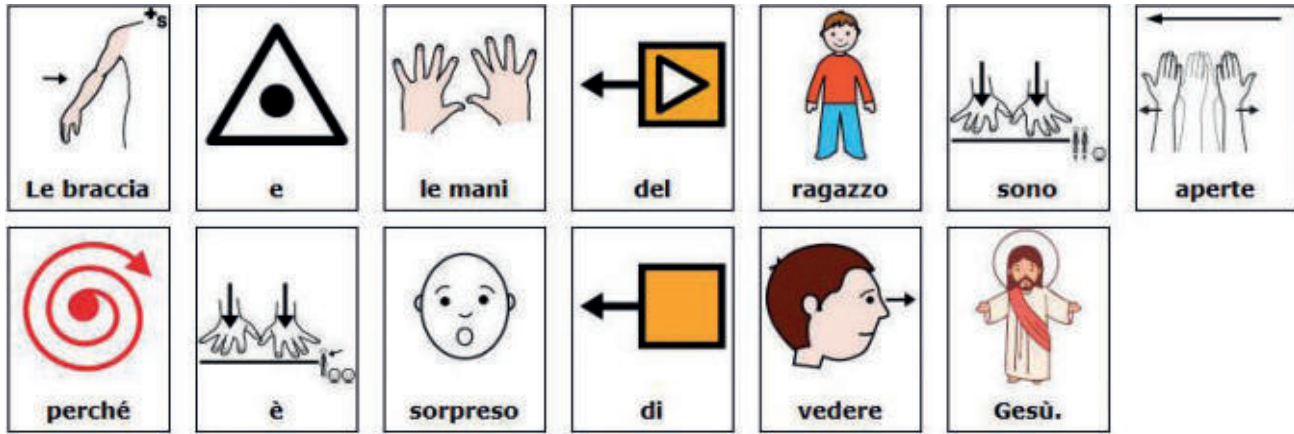 +s
Le braccia e le mani del ragazzo sono aperte
perché è sorpreso di vedere Gesù.